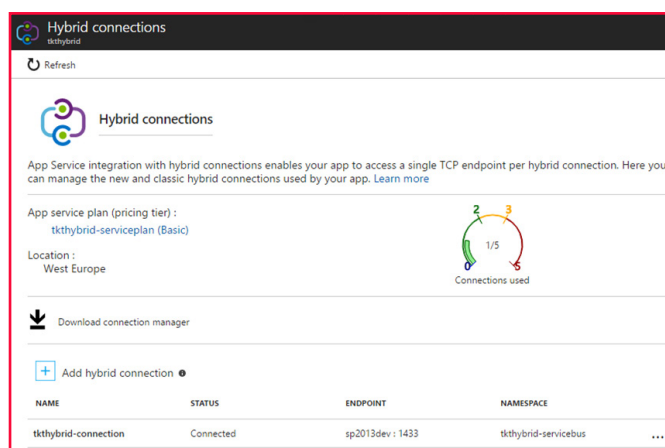 Hybrid connections
tkthybrid
Refresh
Hybrid connections
App Service integration with hybrid connections enables your app to access a single TCP endpoint per hybrid connection. Here you
can manage the new and classic hybrid connections used by your app. Learn more
App service plan (pricing tier) :
tkthybrid-serviceplan (Basic)
Location :
West Europe
2 3
1/5
0 5
Connections used
Download connection manager
Add hybrid connection
NAME STATUS ENDPOINT NAMESPACE
tkthybrid-connection Connected sp2013dev : 1433 tkthybrid-servicebus ...